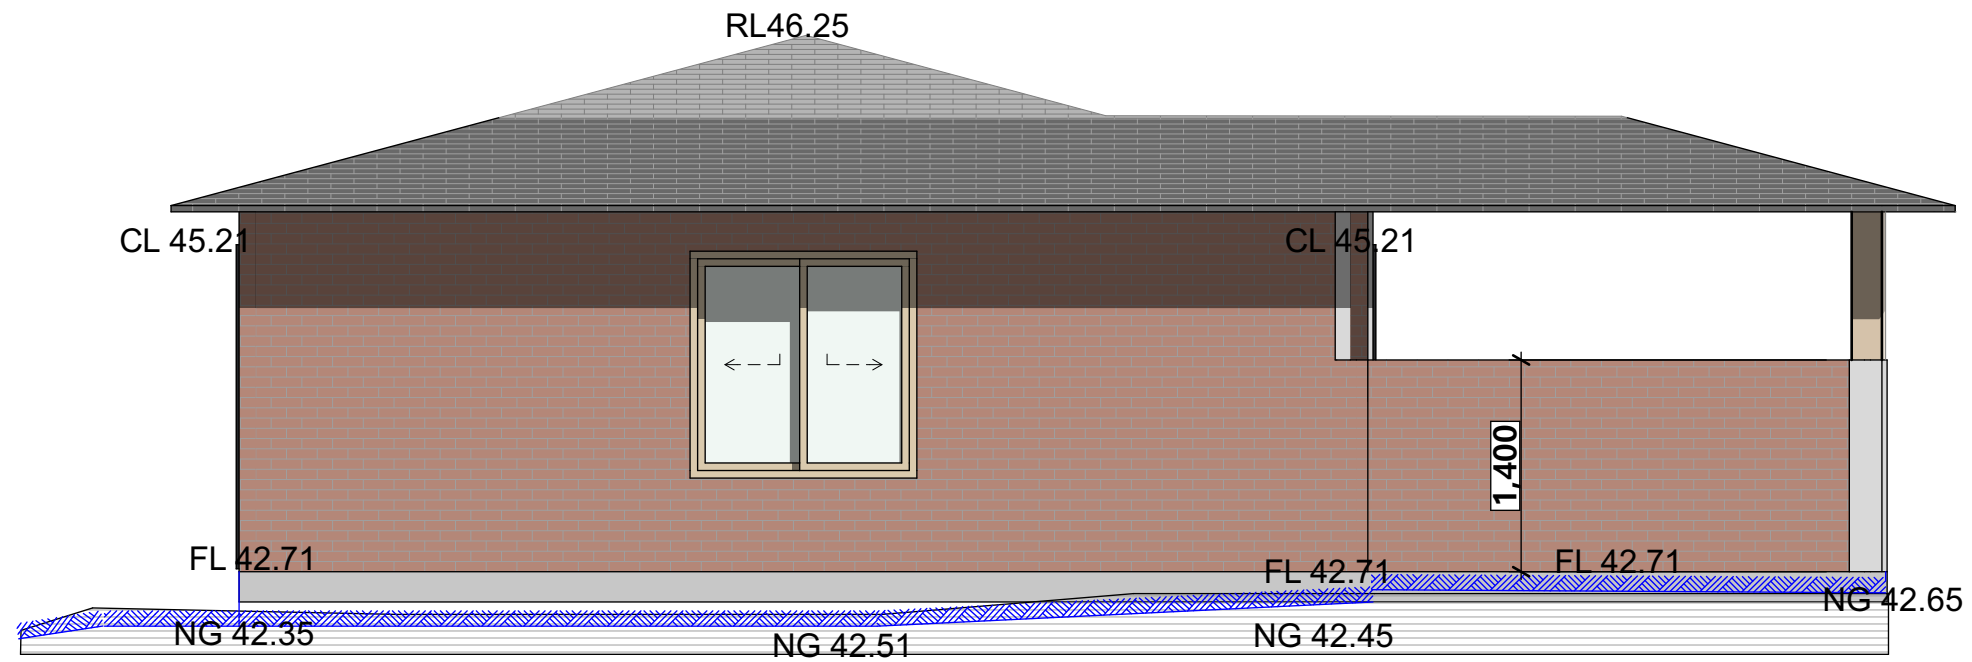 RL46.25
CL 45.21
CL 45.21
1,400
FL 42.71
FL 42.71
FL 42.71
NG 42.65
NG 42.35
NG 42.51
NG 42.45